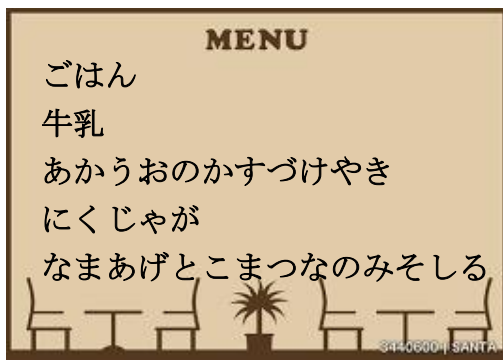 MENU
ごはん
牛乳
あかうおのかすづけやき
にくじゃが
なまあげとこまつなのみそしる
3440600 | SANTA